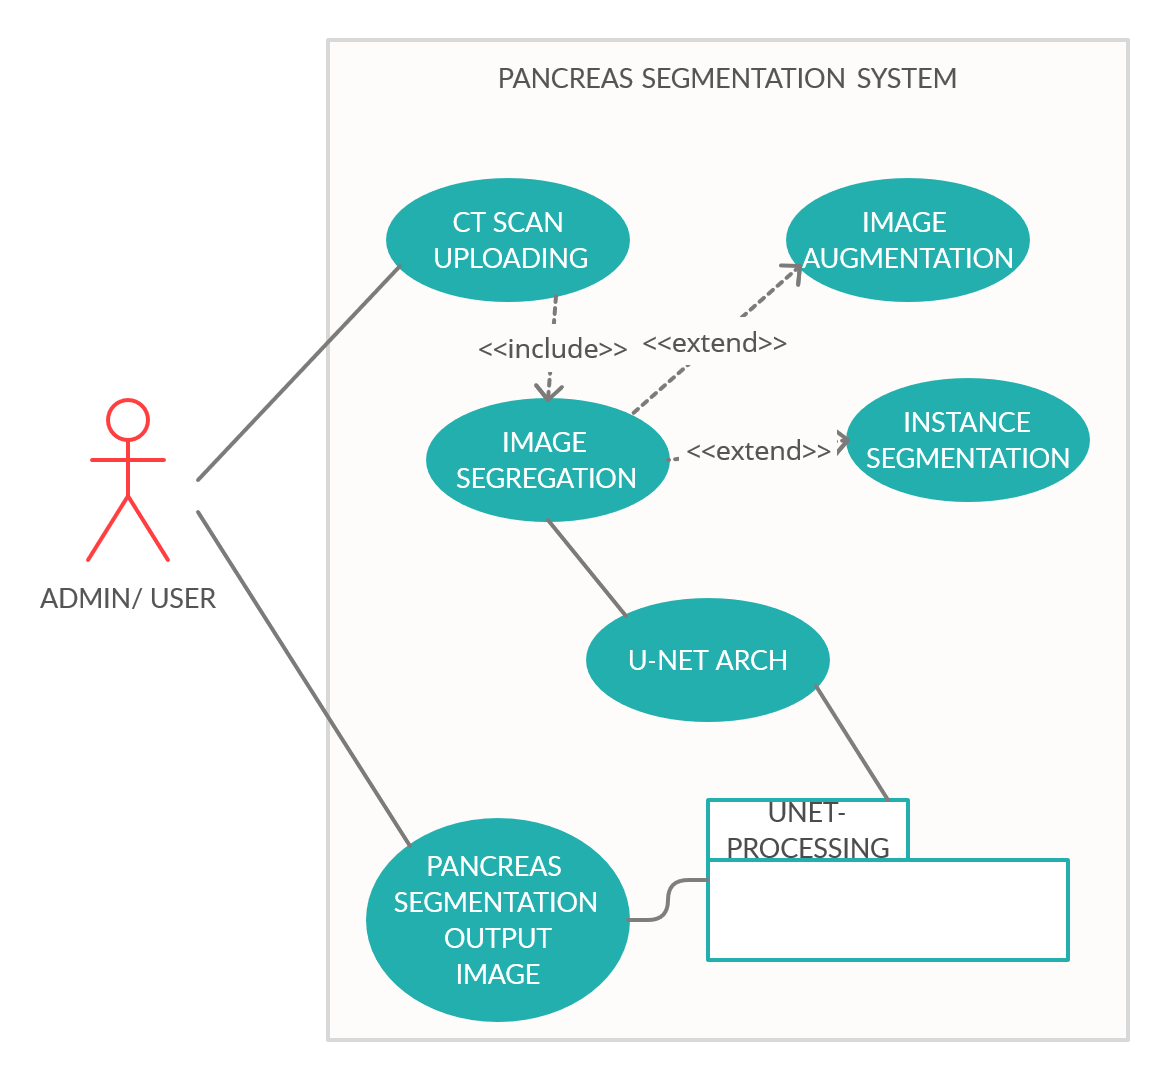 PANCREAS SEGMENTATION SYSTEM
CT SCAN
UPLOADING
IMAGE
AUGMENTATION
<<include>>
<<extend>>
IMAGE
SEGREGATION
<<extend>>
INSTANCE
SEGMENTATION
ADMIN/ USER
U-NET ARCH
UNET-
PROCESSING
PANCREAS
SEGMENTATION
OUTPUT
IMAGE